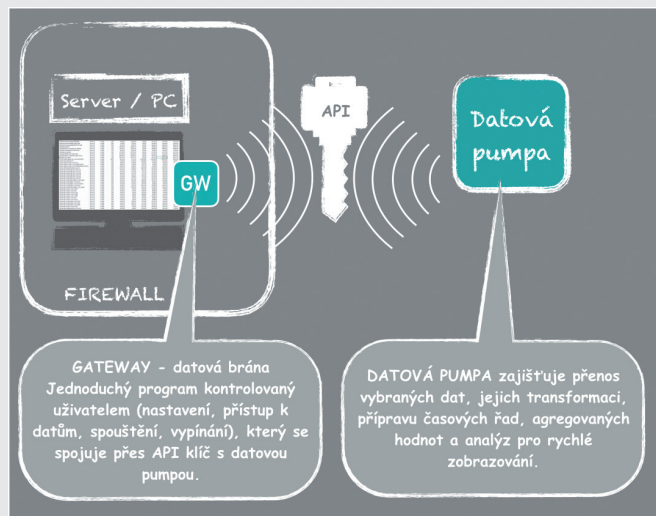 Server / PC
GW
FIREWALL
API
Datová
pumpa
GATEWAY - datová brána
Jednoduchý program kontrolovaný
uživatelem (nastavení, přístup k
datům, spouštění, vypínání), který se
spojuje přes API klíč s datovou
pumpou.
DATOVÁ PUMPA zajišťuje přenos
vybraných dat, jejich transformaci,
přípravu časových řad, agregovaných
hodnot a analýz pro rychlé
zobrazování.